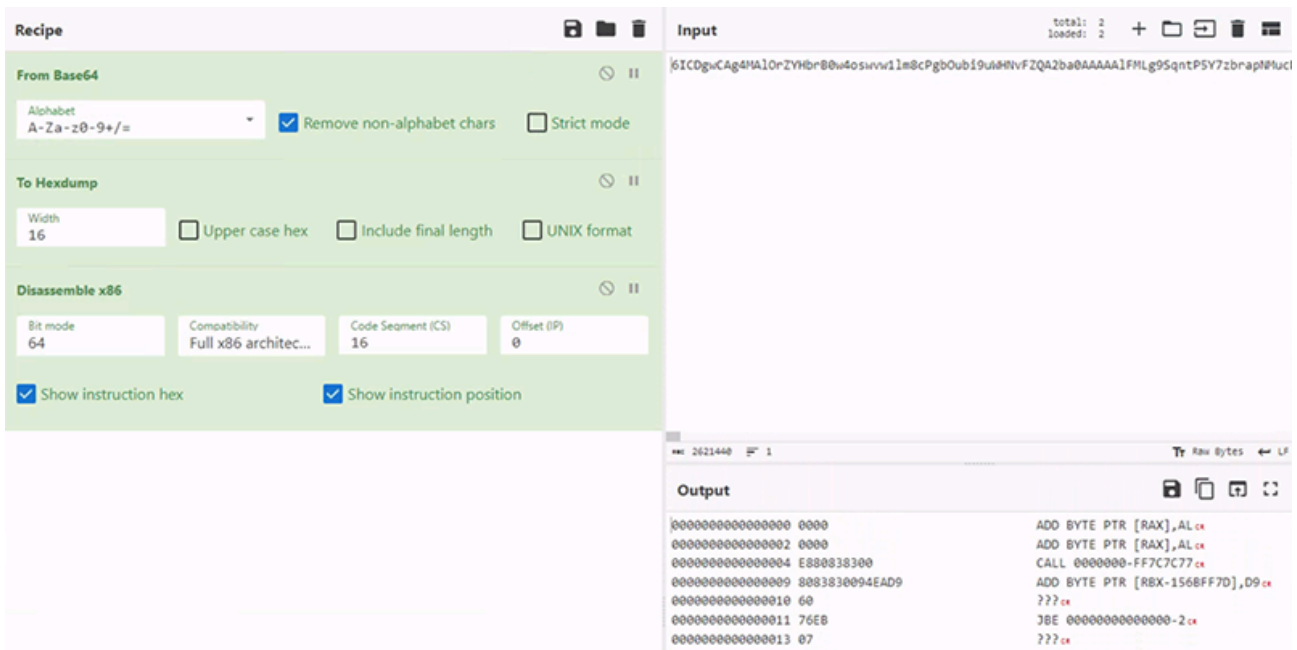 Recipe
From Base64
Alphabet
A-Za-z0-9+/=
Remove non-alphabet chars
Strict mode
To Hexdump
Width
16
Upper case hex
Include final length
UNIX format
Disassemble x86
Bit mode
64
Compatibility
Full x86 architec...
Code Segment (CS)
16
Offset (IP)
0
Show instruction hex
Show instruction position
Input
total: 2
loaded: 2
2621440 1
Raw Bytes LF
Output
0000000000000000 0000 ADD BYTE PTR [RAX],AL
0000000000000002 0000 ADD BYTE PTR [RAX],AL
0000000000000004 E880838300 CALL 0000000-FF7C7C77
0000000000000009 8083830094EAD9 ADD BYTE PTR [RBX-156BFF7D],D9
0000000000000010 60 ???
0000000000000011 76EB JBE 00000000000000-2
0000000000000013 07 ???